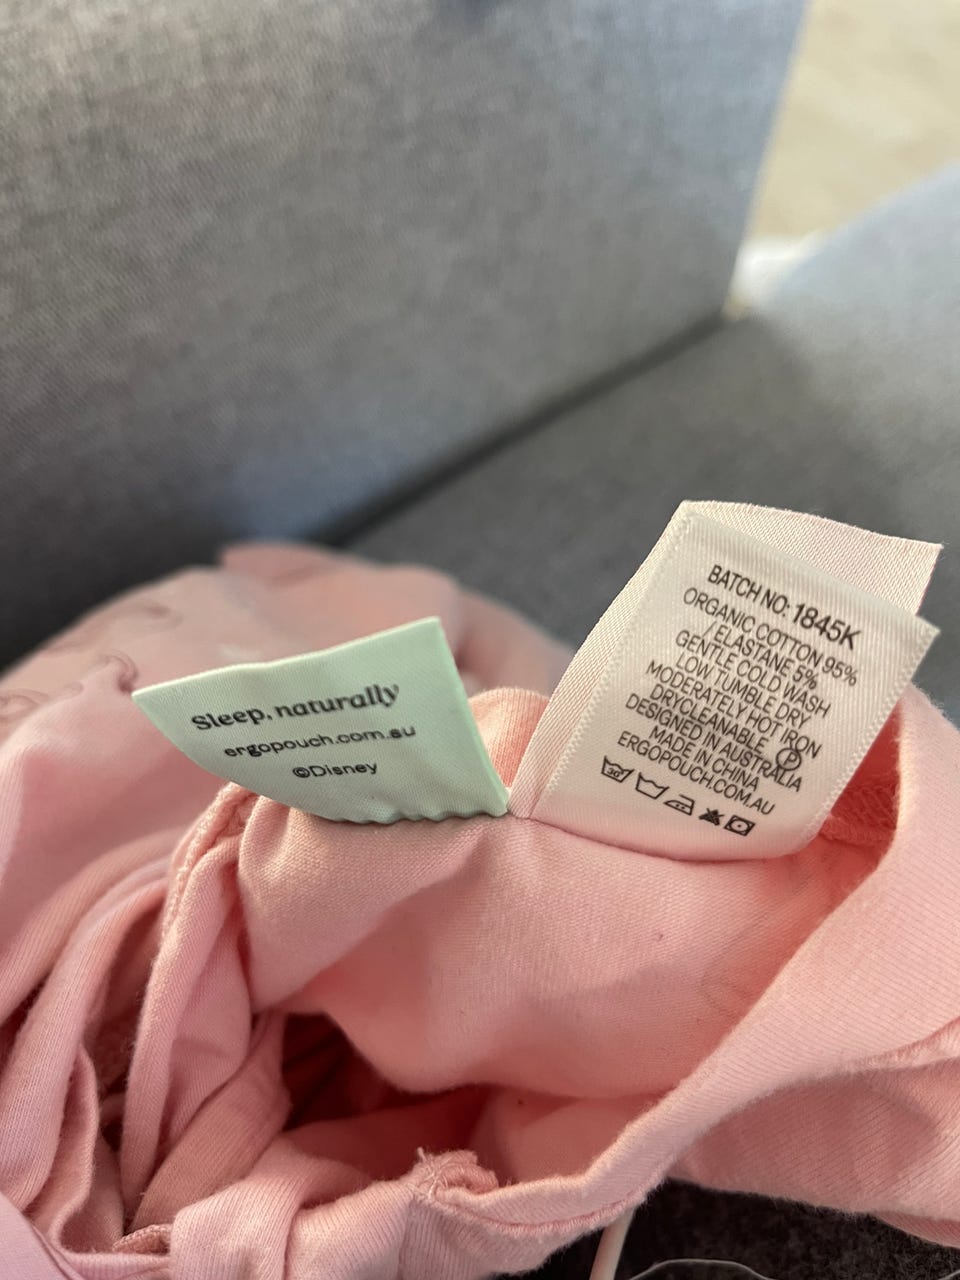 Sleep, naturally
ergopouch.com.au
©Disney
BATCH NO: 1845K
ORGANIC COTTON 95%
/ ELASTANE 5%
GENTLE COLD WASH
LOW TUMBLE DRY
MODERATELY HOT IRON
DRYCLEANABLE Ⓟ
DESIGNED IN AUSTRALIA
MADE IN CHINA
ERGOPOUCH.COM.AU
30